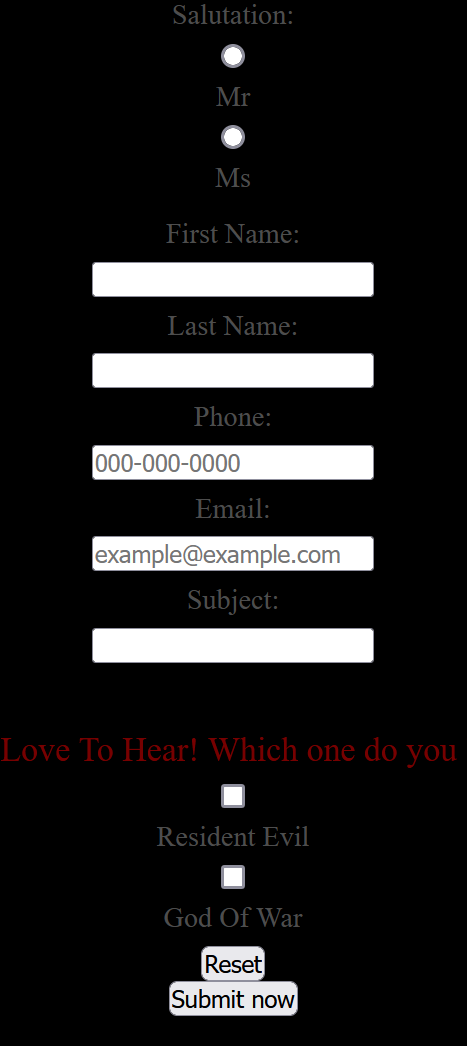 Salutation:
Mr
Ms
First Name:
Last Name:
Phone:
000-000-0000
Email:
example@example.com
Subject:
Love To Hear! Which one do you
Resident Evil
God Of War
Reset
Submit now